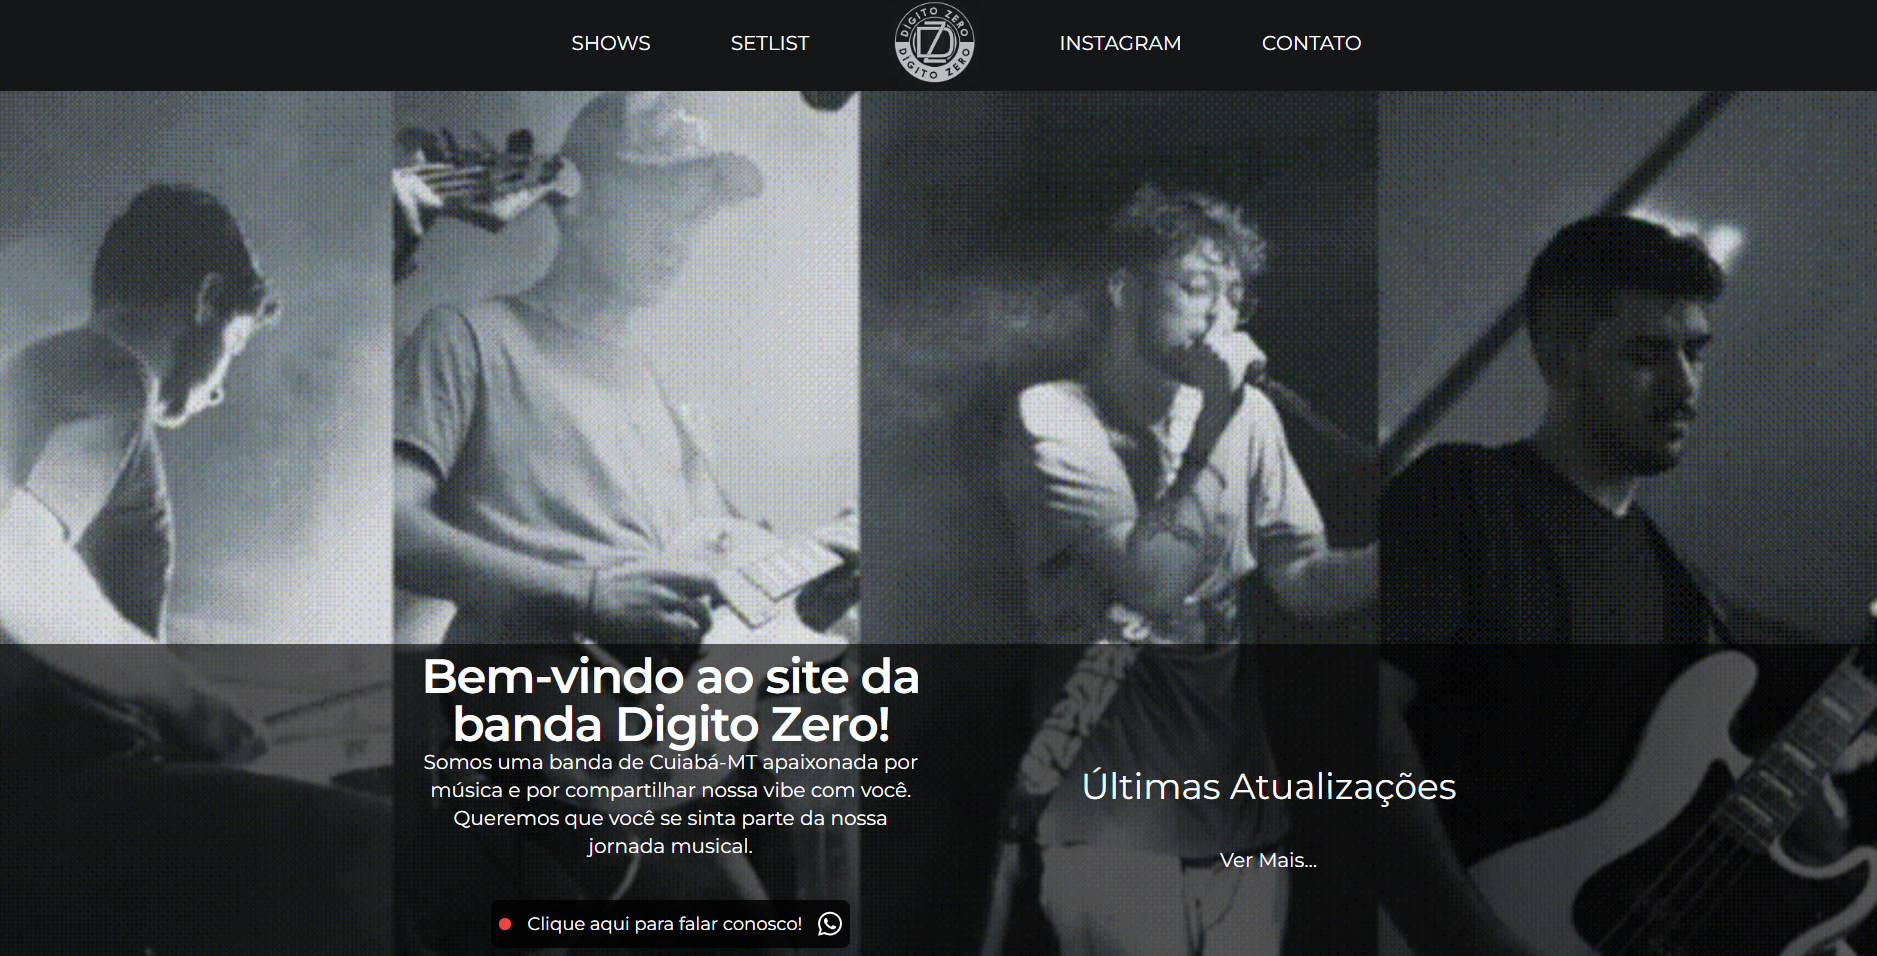 SHOWS
SETLIST
DIGITO ZERO
DZ
DIGITO ZERO
INSTAGRAM
CONTATO
Bem-vindo ao site da
banda Digito Zero!
Somos uma banda de Cuiabá-MT apaixonada por
música e por compartilhar nossa vibe com você.
Queremos que você se sinta parte da nossa
jornada musical.
Clique aqui para falar conosco!
Últimas Atualizações
Ver Mais...